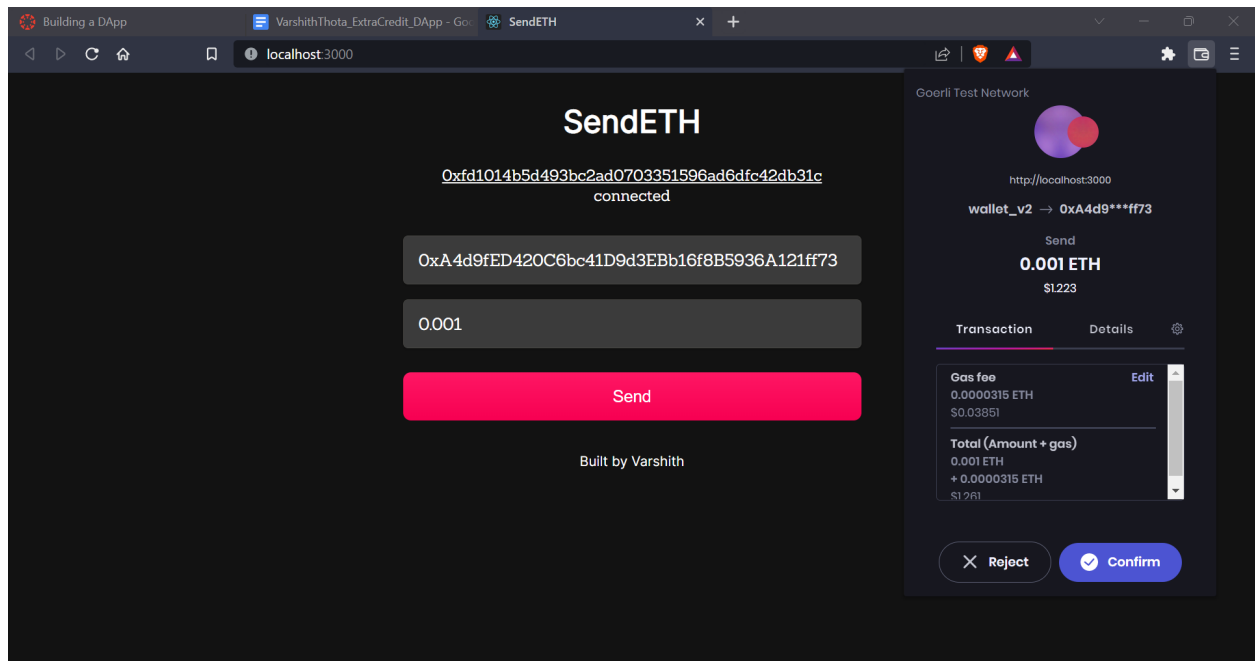 Building a DApp
VarshithThota_ExtraCredit_DApp - Goo
SendETH
localhost:3000
SendETH
0xfd1014b5d493bc2ad0703351596ad6dfc42db31c
connected
0xA4d9fED420C6bc41D9d3EBb16f8B5936A121ff73
0.001
Send
Built by Varshith
Goerli Test Network
http://localhost:3000
wallet_v2 → 0xA4d9***ff73
Send
0.001 ETH
$1.223
Transaction Details
Gas fee Edit
0.0000315 ETH
$0.03851
Total (Amount + gas)
0.001 ETH
+ 0.0000315 ETH
$1.261
Reject Confirm